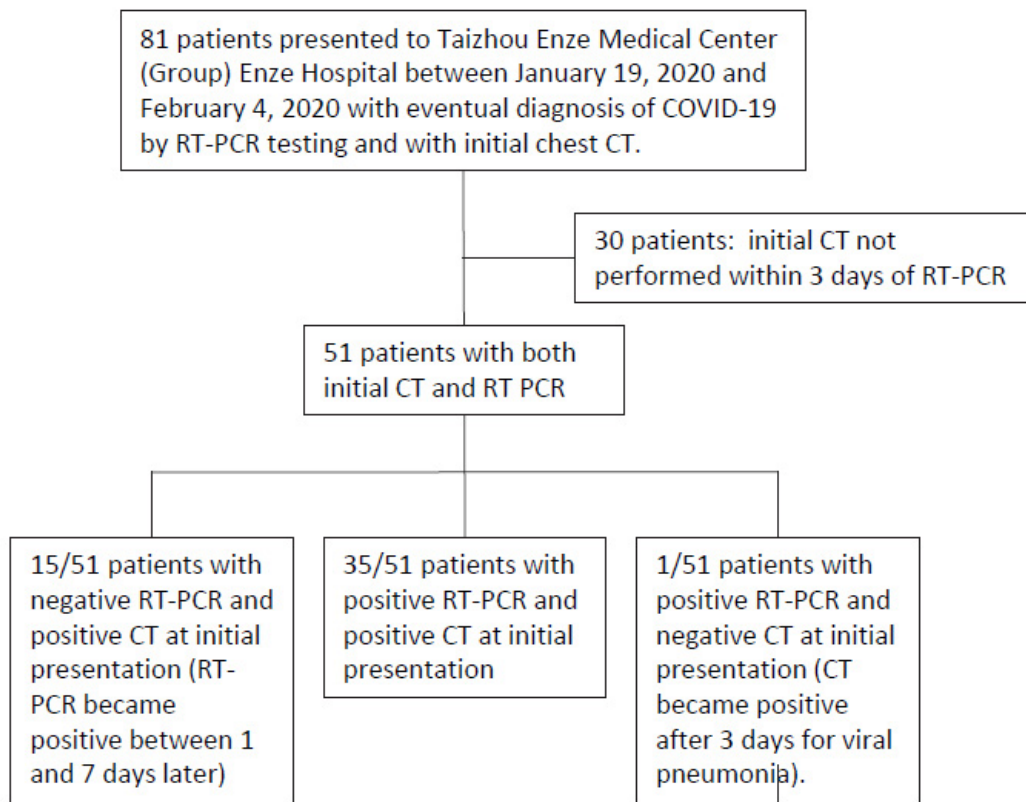 81 patients presented to Taizhou Enze Medical Center
(Group) Enze Hospital between January 19, 2020 and
February 4, 2020 with eventual diagnosis of COVID-19
by RT-PCR testing and with initial chest CT.
30 patients:  initial CT not
performed within 3 days of RT-PCR
51 patients with both
initial CT and RT PCR
15/51 patients with
negative RT-PCR and
positive CT at initial
presentation (RT-
PCR became
positive between 1
and 7 days later)
35/51 patients with
positive RT-PCR and
positive CT at initial
presentation
1/51 patients with
positive RT-PCR and
negative CT at initial
presentation (CT
became positive
after 3 days for viral
pneumonia).